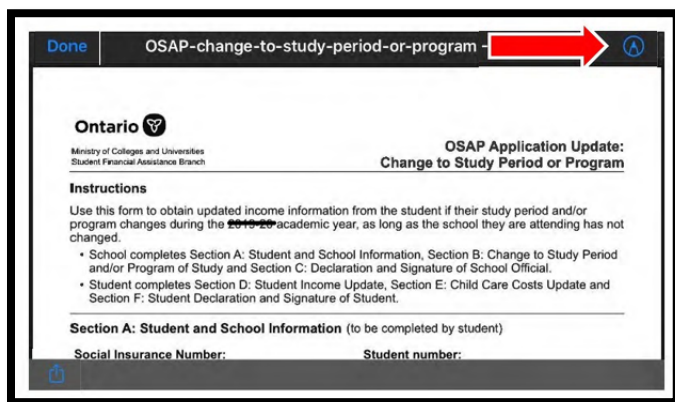 Done OSAP-change-to-study-period-or-program -
Ontario
Ministry of Colleges and Universities
Student Financial Assistance Branch
OSAP Application Update:
Change to Study Period or Program
Instructions
Use this form to obtain updated income information from the student if their study period and/or
program changes during the academic year, as long as the school they are attending has not
changed.
• School completes Section A: Student and School Information, Section B: Change to Study Period
and/or Program of Study and Section C: Declaration and Signature of School Official.
• Student completes Section D: Student Income Update, Section E: Child Care Costs Update and
Section F: Student Declaration and Signature of Student.
Section A: Student and School Information (to be completed by student)
Social Insurance Number: Student number: